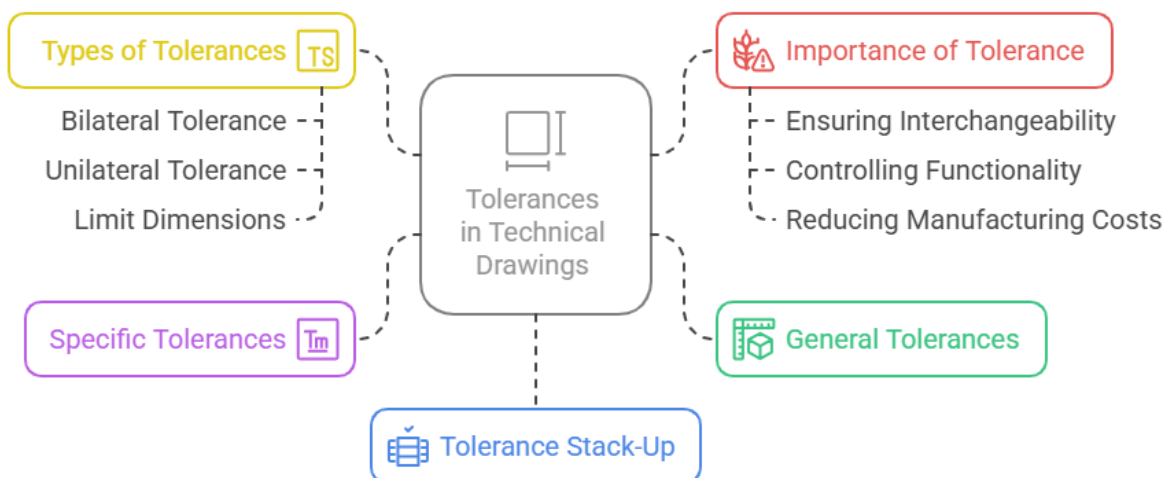 Types of Tolerances
TS
Bilateral Tolerance
Unilateral Tolerance
Limit Dimensions
Specific Tolerances
Tm
Tolerances
in Technical
Drawings
Tolerance Stack-Up
Importance of Tolerance
Ensuring Interchangeability
Controlling Functionality
Reducing Manufacturing Costs
General Tolerances